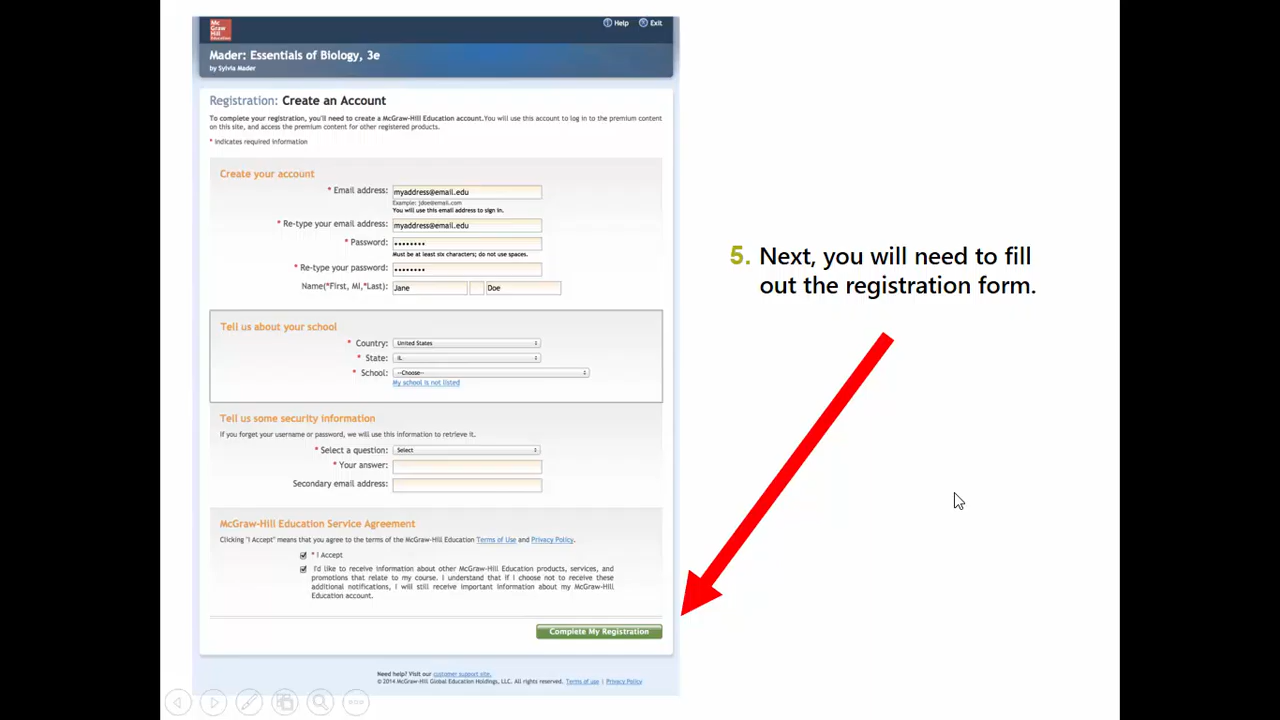 Mc
Graw
Hill
Education
Help
Exit
Mader: Essentials of Biology, 3e
by Sylvia Mader
Registration: Create an Account
To complete your registration, you'll need to create a McGraw-Hill Education account.You will use this account to log in to the premium content
on this site, and access the premium content for other registered products.
* Indicates required information
Create your account
* Email address: myaddress@email.edu
Example: jdoe@email.com
You will use this email address to sign in.
* Re-type your email address: myaddress@email.edu
* Password: ••••••••
Must be at least six characters; do not use spaces.
* Re-type your password: ••••••••
Name(*First, MI,*Last): Jane Doe
Tell us about your school
* Country: United States
* State: IL
* School: --Choose--
My school is not listed
Tell us some security information
If you forget your username or password, we will use this information to retrieve it.
* Select a question: Select
* Your answer:
Secondary email address:
McGraw-Hill Education Service Agreement
Clicking "I Accept" means that you agree to the terms of the McGraw-Hill Education Terms of Use and Privacy Policy.
* I Accept
I'd like to receive information about other McGraw-Hill Education products, services, and
promotions that relate to my course. I understand that if I choose not to receive these
additional notifications, I will still receive important information about my McGraw-Hill
Education account.
Complete My Registration
Need help? Visit our customer support site.
© 2014 McGraw-Hill Global Education Holdings, LLC. All rights reserved. Terms of use | Privacy Policy
5. Next, you will need to fill
out the registration form.